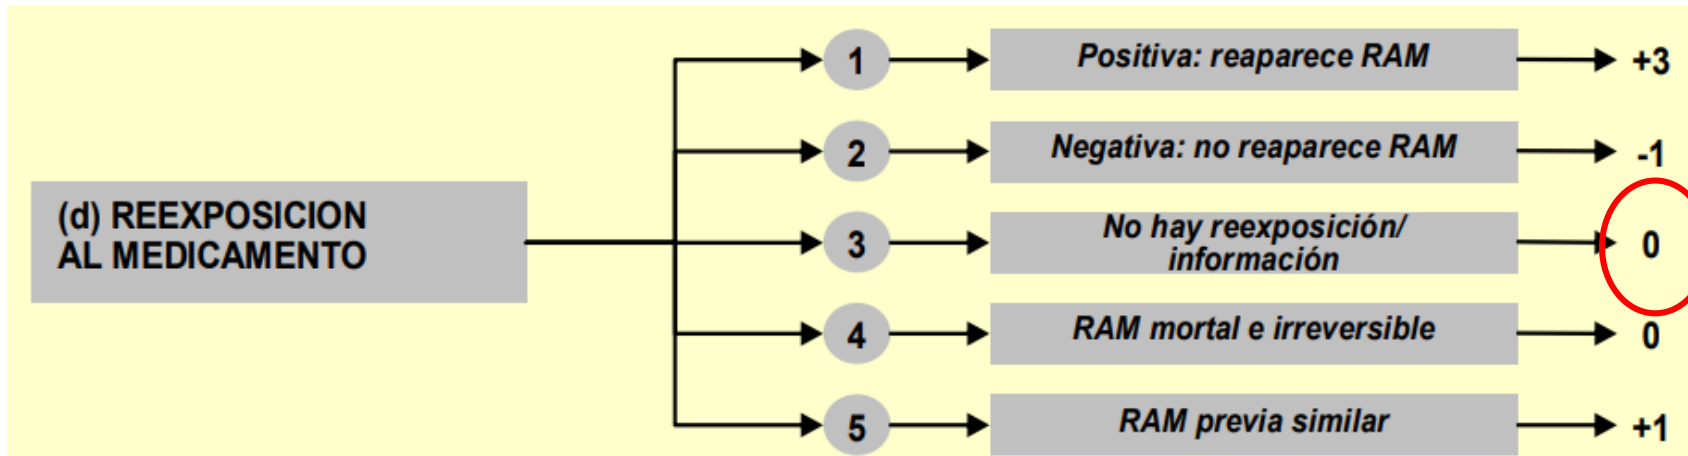 1 Positiva: reaparece RAM +3
2 Negativa: no reaparece RAM -1
(d) REEXPOSICION
AL MEDICAMENTO
3 No hay reexposición/
información 0
4 RAM mortal e irreversible 0
5 RAM previa similar +1